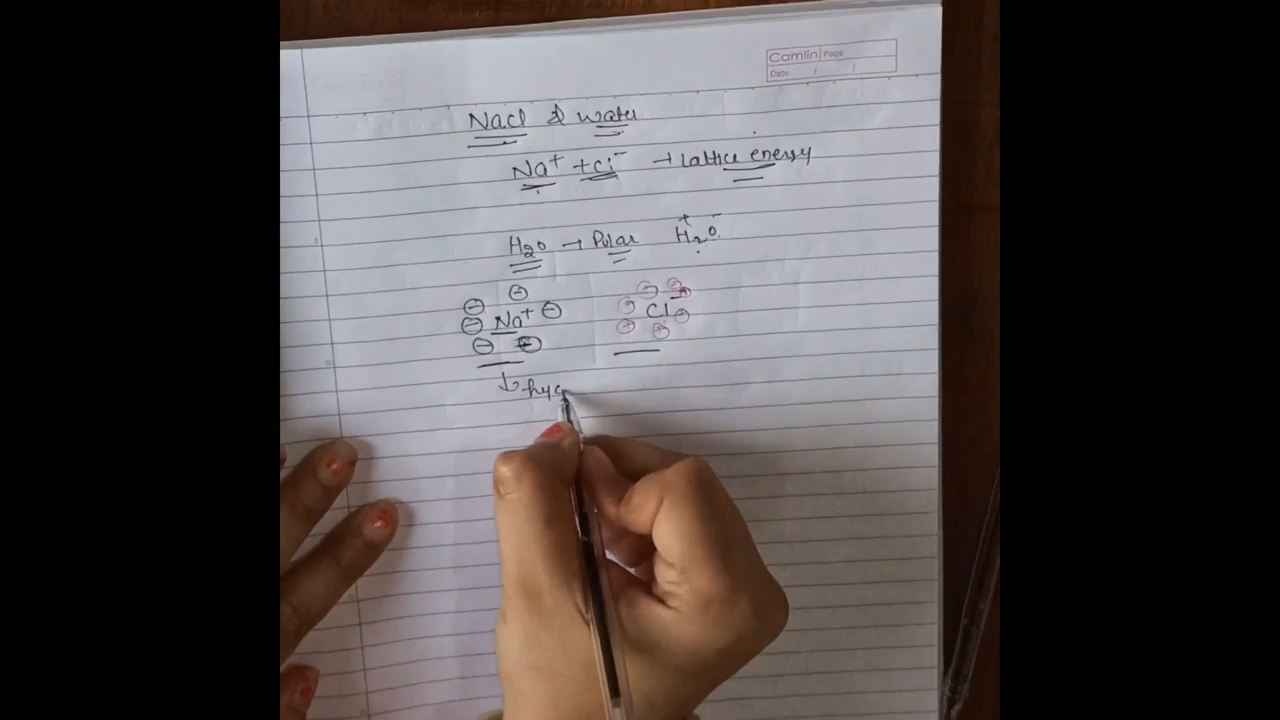 Camlin Page
Date / /
NaCl & water
Na⁺ + Cl⁻ → Lattice energy
H₂O → Polar H₂O
+ -
- - - - - +
Na⁺
- - - + + + +
Cl
↓ hyd